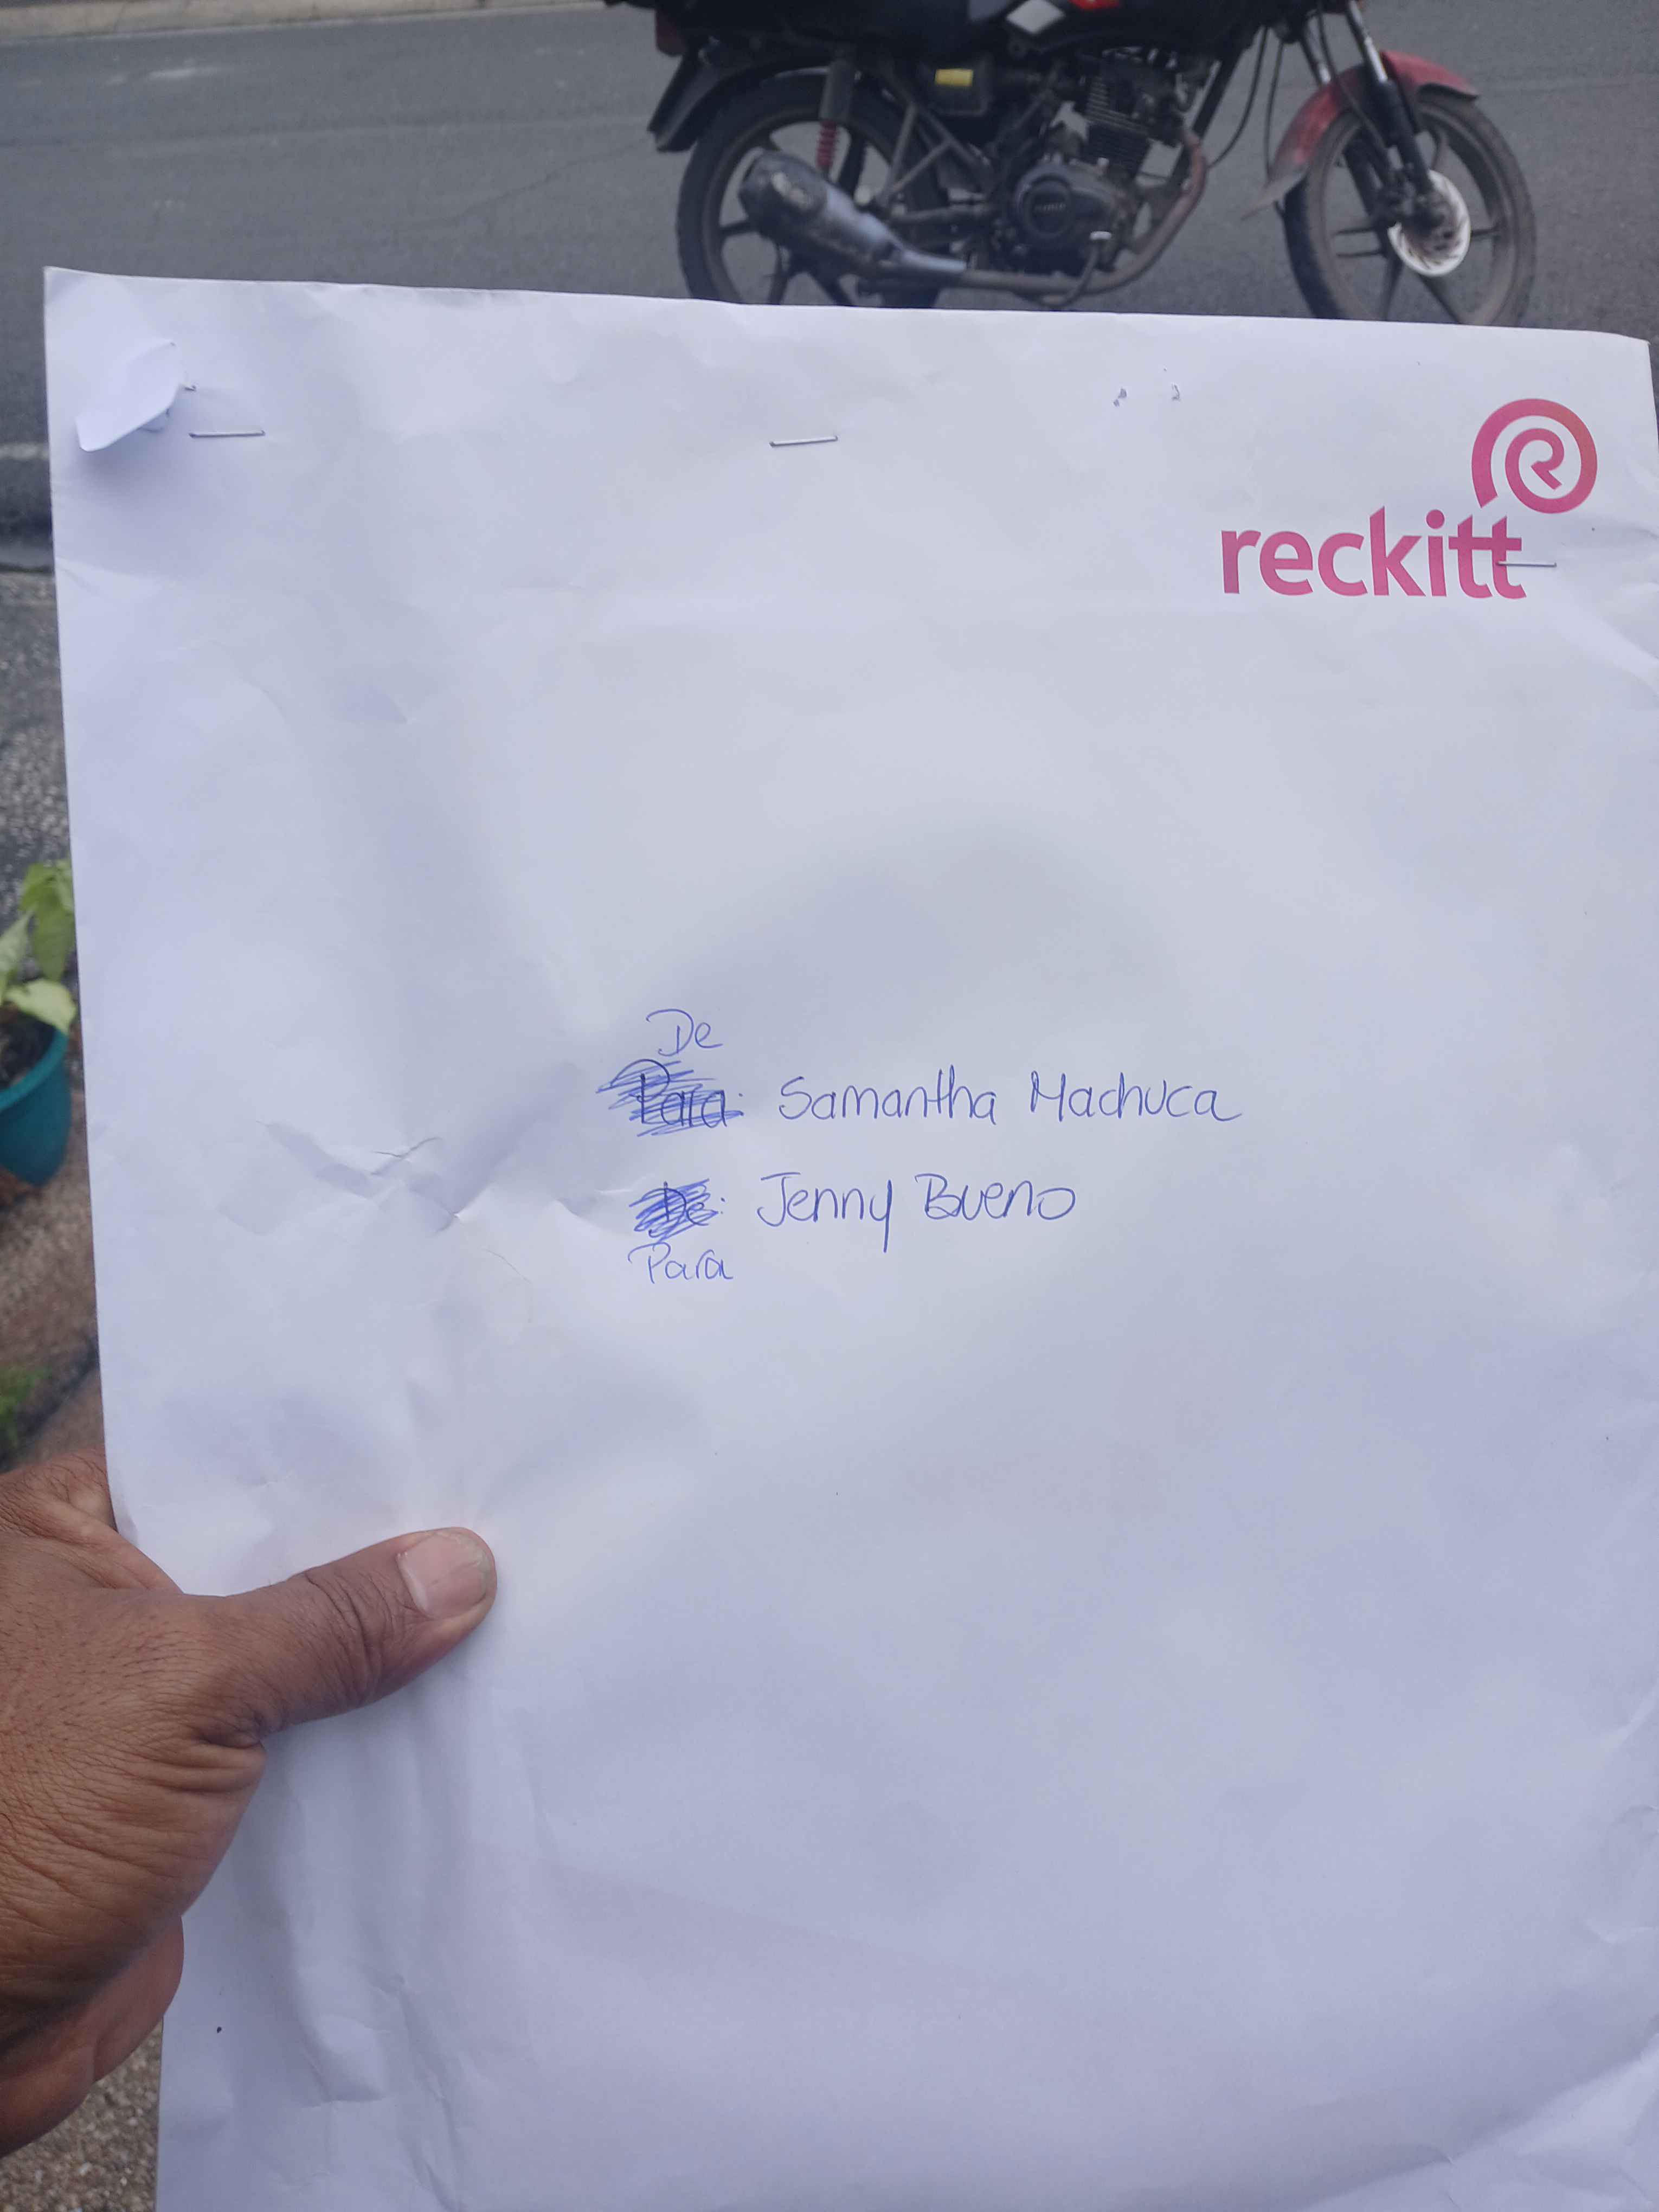 reckitt
De
Para: Samantha Machuca
De: Jenny Bueno
Para